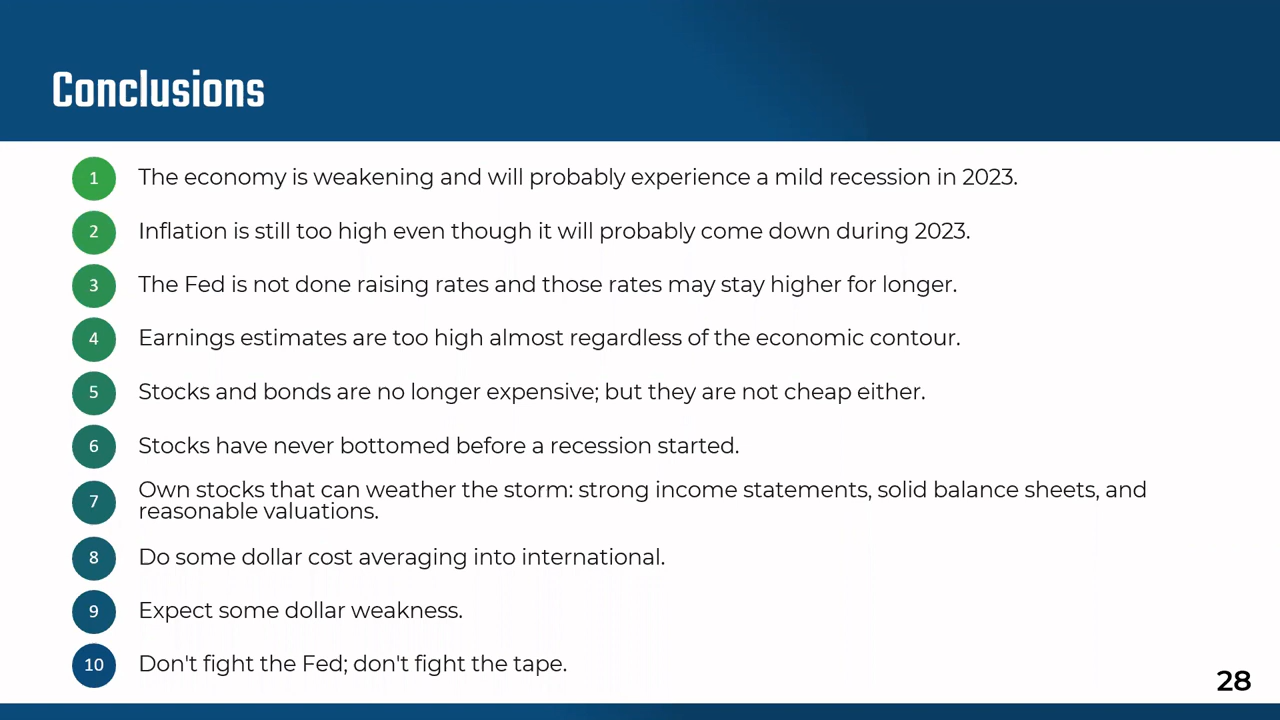 Conclusions
1 The economy is weakening and will probably experience a mild recession in 2023.
2 Inflation is still too high even though it will probably come down during 2023.
3 The Fed is not done raising rates and those rates may stay higher for longer.
4 Earnings estimates are too high almost regardless of the economic contour.
5 Stocks and bonds are no longer expensive; but they are not cheap either.
6 Stocks have never bottomed before a recession started.
7 Own stocks that can weather the storm: strong income statements, solid balance sheets, and
reasonable valuations.
8 Do some dollar cost averaging into international.
9 Expect some dollar weakness.
10 Don't fight the Fed; don't fight the tape.
28